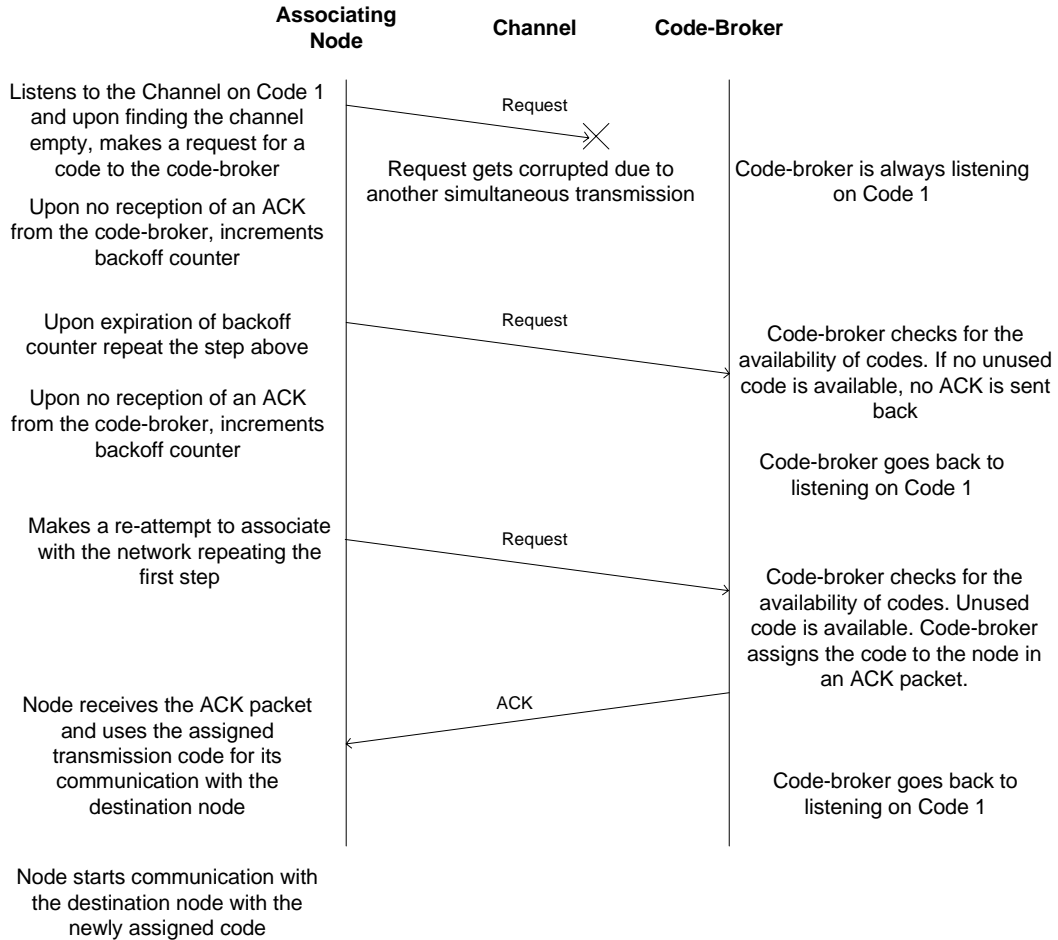 Associating
Node
Channel
Code-Broker
Listens to the Channel on Code 1
and upon finding the channel
empty, makes a request for a
code to the code-broker
Request
Request gets corrupted due to
another simultaneous transmission
Code-broker is always listening
on Code 1
Upon no reception of an ACK
from the code-broker, increments
backoff counter
Upon expiration of backoff
counter repeat the step above
Request
Code-broker checks for the
availability of codes. If no unused
code is available, no ACK is sent
back
Upon no reception of an ACK
from the code-broker, increments
backoff counter
Code-broker goes back to
listening on Code 1
Makes a re-attempt to associate
with the network repeating the
first step
Request
Code-broker checks for the
availability of codes. Unused
code is available. Code-broker
assigns the code to the node in
an ACK packet.
ACK
Node receives the ACK packet
and uses the assigned
transmission code for its
communication with the
destination node
Code-broker goes back to
listening on Code 1
Node starts communication with
the destination node with the
newly assigned code